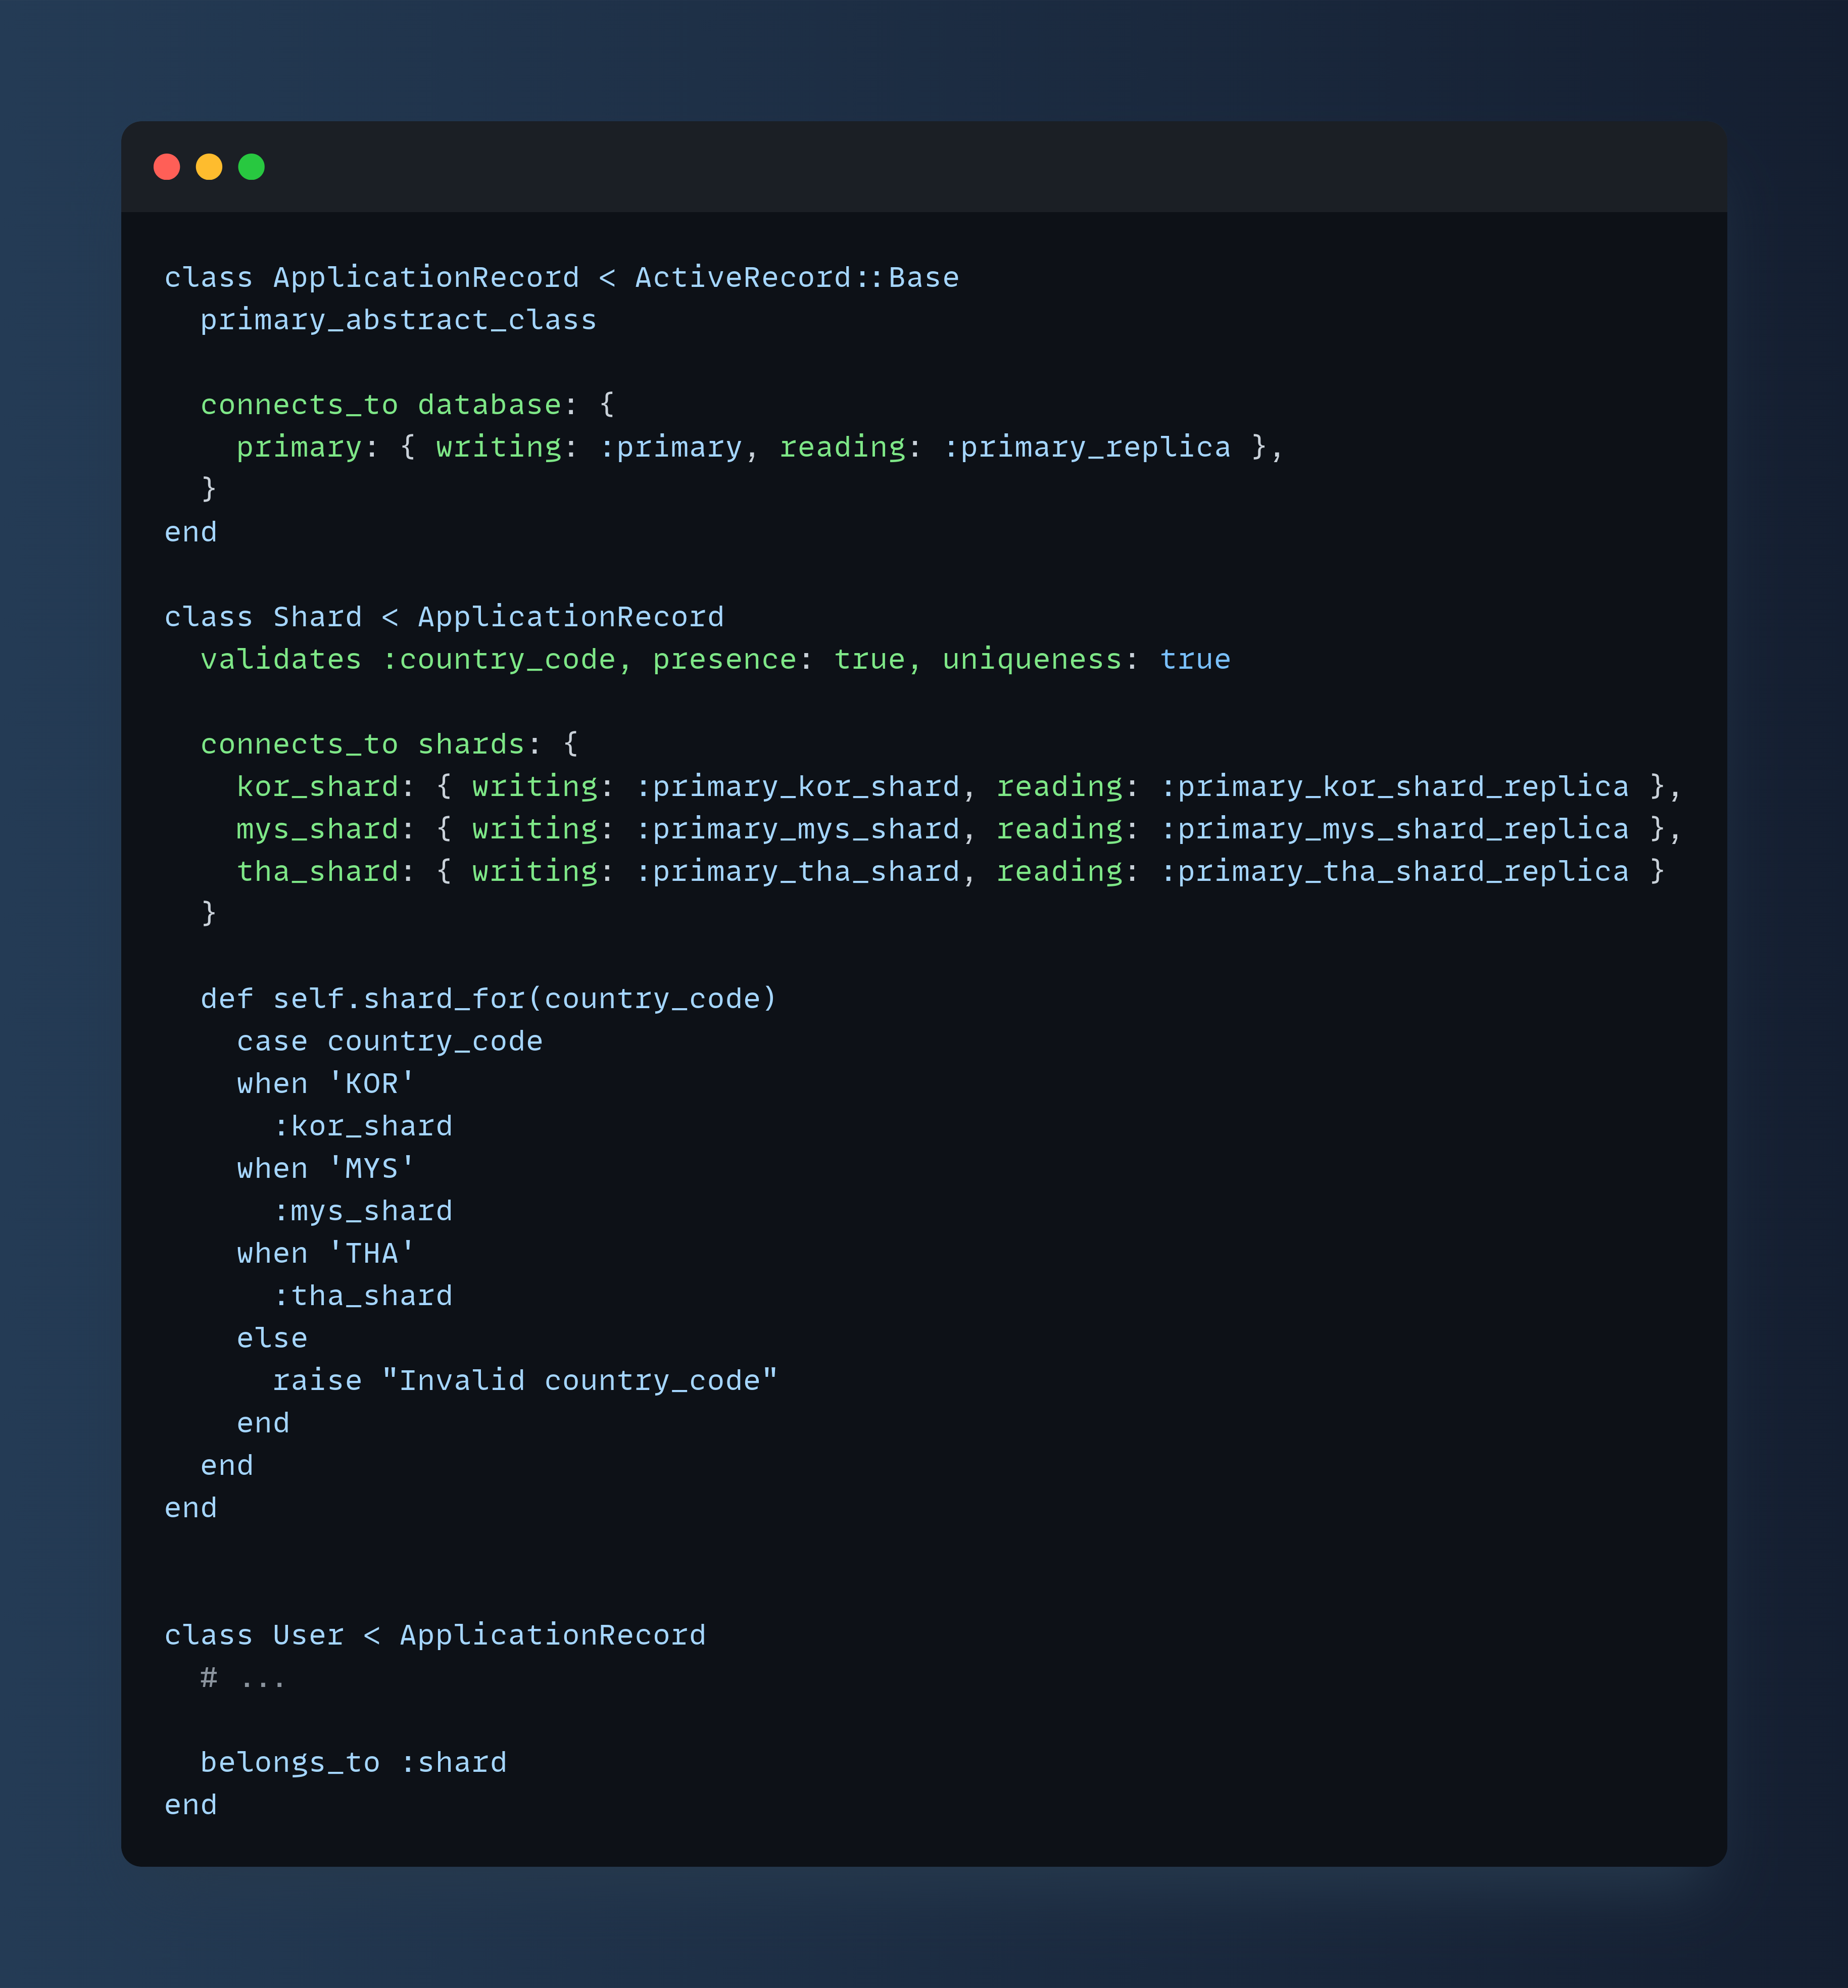 class ApplicationRecord < ActiveRecord::Base
  primary_abstract_class

  connects_to database: {
    primary: { writing: :primary, reading: :primary_replica },
  }
end

class Shard < ApplicationRecord
  validates :country_code, presence: true, uniqueness: true

  connects_to shards: {
    kor_shard: { writing: :primary_kor_shard, reading: :primary_kor_shard_replica },
    mys_shard: { writing: :primary_mys_shard, reading: :primary_mys_shard_replica },
    tha_shard: { writing: :primary_tha_shard, reading: :primary_tha_shard_replica }
  }

  def self.shard_for(country_code)
    case country_code
    when 'KOR'
      :kor_shard
    when 'MYS'
      :mys_shard
    when 'THA'
      :tha_shard
    else
      raise "Invalid country_code"
    end
  end
end


class User < ApplicationRecord
  # ...

  belongs_to :shard
end